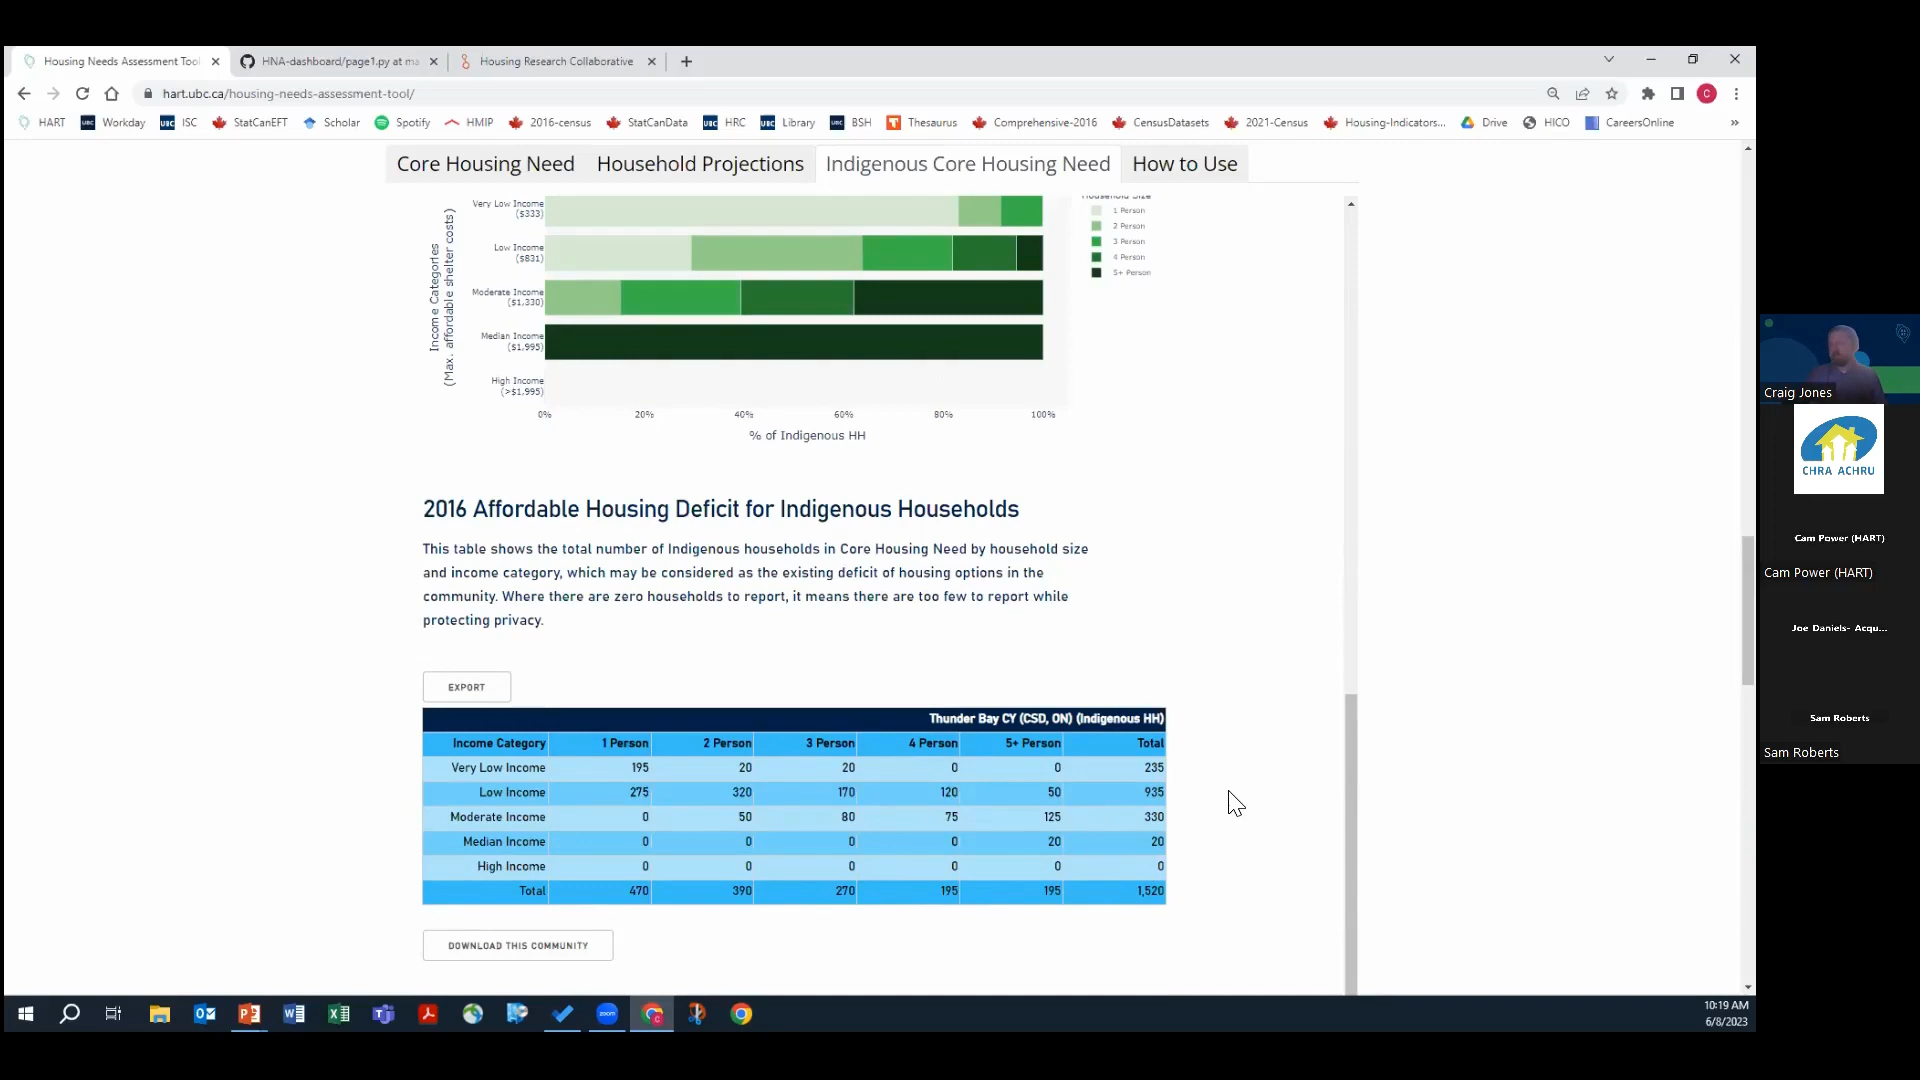 Housing Needs Assessment Tool
HNA-dashboard/page1.py at ma
Housing Research Collaborative
hart.ubc.ca/housing-needs-assessment-tool/
C
HART
UBC Workday
UBC ISC
StatCanEFT
Scholar
Spotify
HMIP
2016-census
StatCanData
UBC HRC
UBC Library
UBC BSH
Thesaurus
Comprehensive-2016
CensusDatasets
2021-Census
Housing-Indicators...
Drive
HICO
CareersOnline
»
Core Housing Need
Household Projections
Indigenous Core Housing Need
How to Use
Income Categories
(Max. affordable shelter costs)
Very Low Income
($333)
Low Income
($831)
Moderate Income
($1,330)
Median Income
($1,995)
High Income
(>$1,995)
0% 20% 40% 60% 80% 100%
% of Indigenous HH
Household Size
1 Person
2 Person
3 Person
4 Person
5+ Person
2016 Affordable Housing Deficit for Indigenous Households
This table shows the total number of Indigenous households in Core Housing Need by household size
and income category, which may be considered as the existing deficit of housing options in the
community. Where there are zero households to report, it means there are too few to report while
protecting privacy.
EXPORT
Thunder Bay CY (CSD, ON) (Indigenous HH)
Income Category 1 Person 2 Person 3 Person 4 Person 5+ Person Total
Very Low Income 195 20 20 0 0 235
Low Income 275 320 170 120 50 935
Moderate Income 0 50 80 75 125 330
Median Income 0 0 0 0 20 20
High Income 0 0 0 0 0 0
Total 470 390 270 195 195 1,520
DOWNLOAD THIS COMMUNITY
zoom
10:19 AM
6/8/2023
Craig Jones
CHRA ACHRU
Cam Power (HART)
Cam Power (HART)
Joe Daniels- Acqu...
Sam Roberts
Sam Roberts